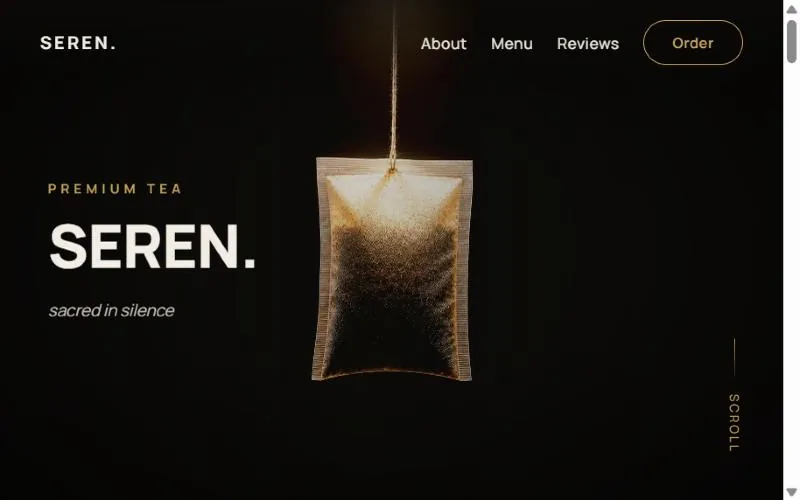 SEREN.
About Menu Reviews Order
PREMIUM TEA
SEREN.
sacred in silence
SCROLL